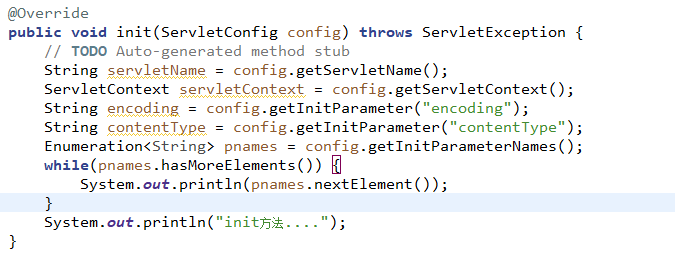 @Override
public void init(ServletConfig config) throws ServletException {
// TODO Auto-generated method stub
String servletName = config.getServletName();
ServletContext servletContext = config.getServletContext();
String encoding = config.getInitParameter("encoding");
String contentType = config.getInitParameter("contentType");
Enumeration<String> pnames = config.getInitParameterNames();
while(pnames.hasMoreElements()) {
System.out.println(pnames.nextElement());
}
System.out.println("init方法....");
}